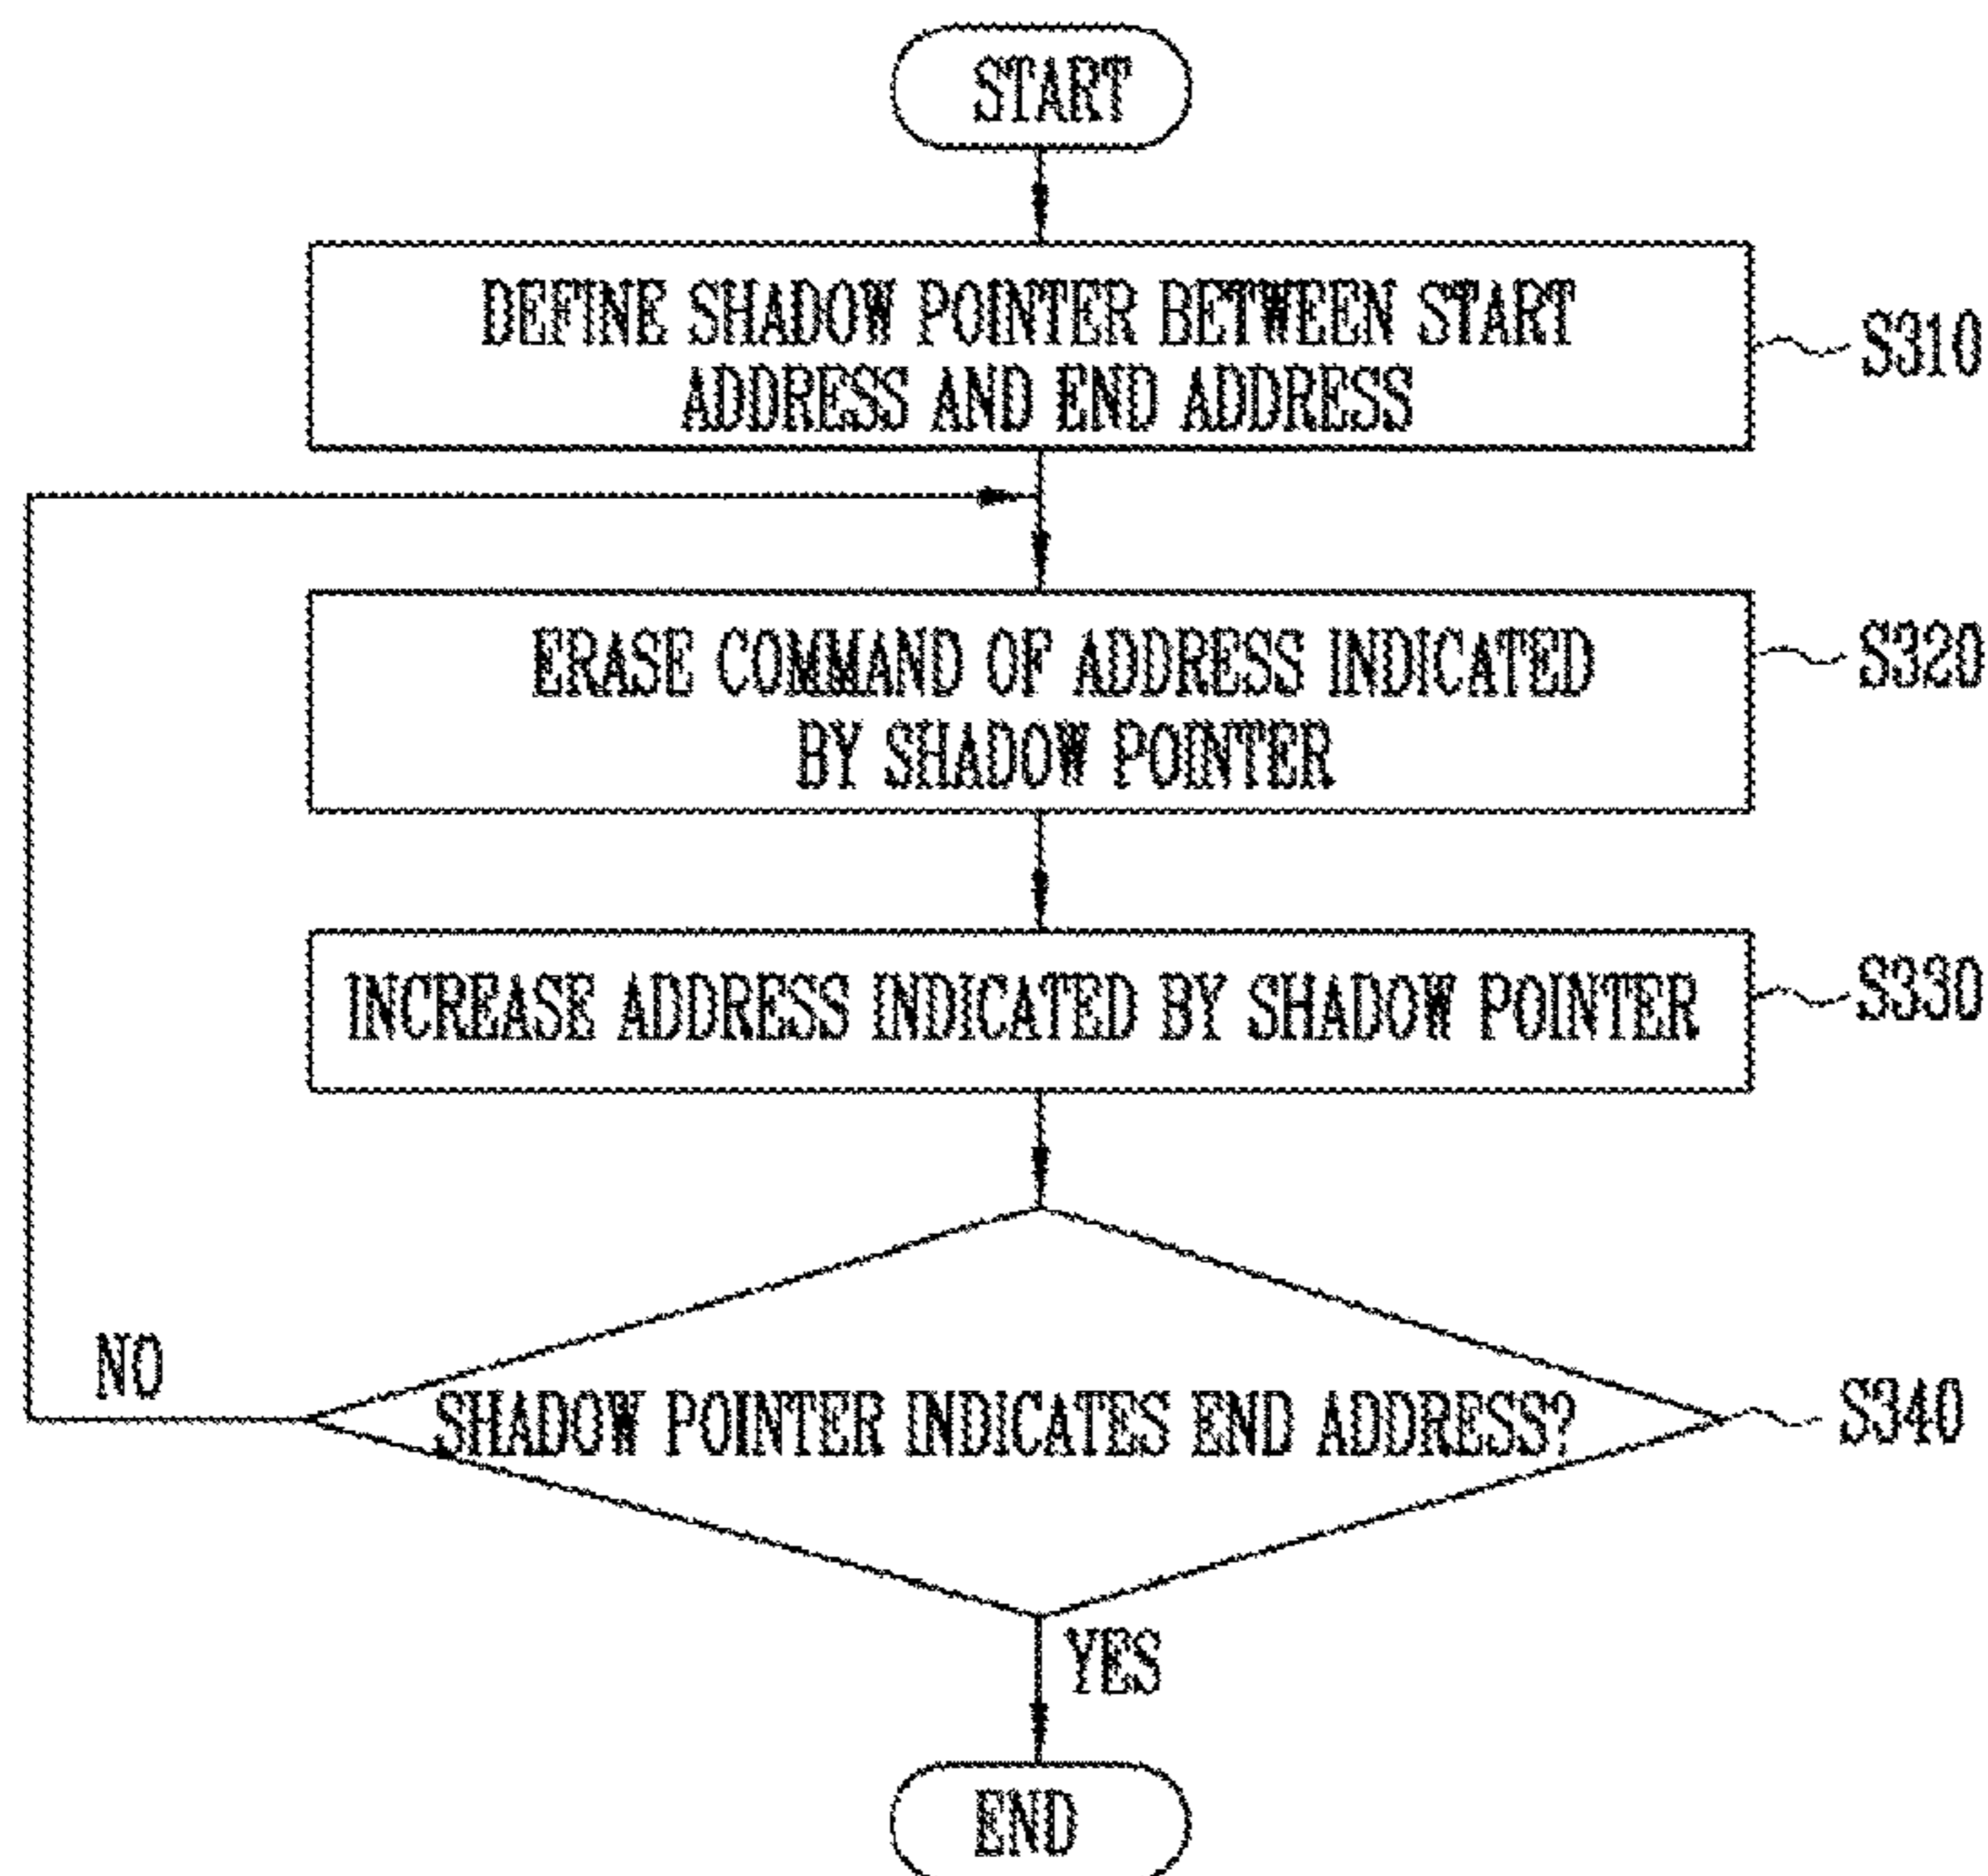 START
DEFINE SHADOW POINTER BETWEEN START
ADDRESS AND END ADDRESS
S310
ERASE COMMAND OF ADDRESS INDICATED
BY SHADOW POINTER
S320
INCREASE ADDRESS INDICATED BY SHADOW POINTER
S330
NO
SHADOW POINTER INDICATES END ADDRESS?
S340
YES
END